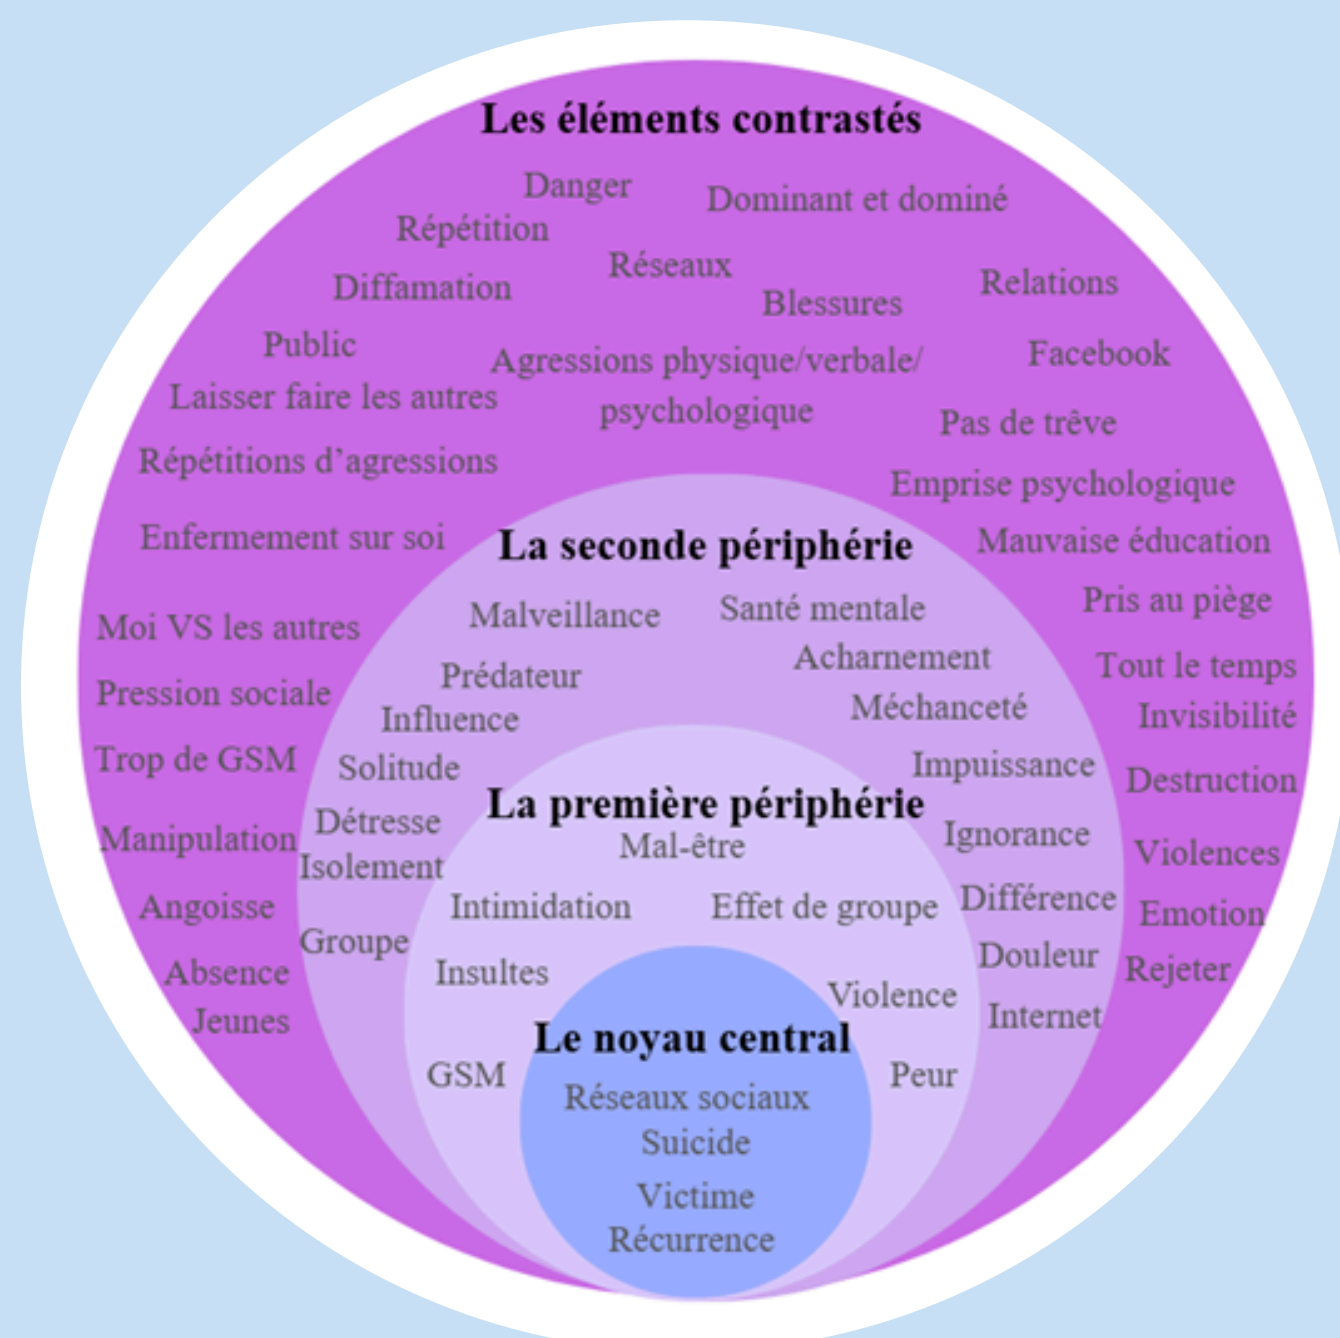 Les éléments contrastés
Danger
Dominant et dominé
Répétition
Réseaux
Diffamation
Relations
Blessures
Public
Agressions physique/verbale/
psychologique
Facebook
Laisser faire les autres
Pas de trêve
Répétitions d’agressions
Emprise psychologique
Enfermement sur soi
Mauvaise éducation
Moi VS les autres
Pris au piège
Pression sociale
Tout le temps
Invisibilité
Trop de GSM
Destruction
Manipulation
Violences
Angoisse
Emotion
Absence
Rejeter
Jeunes
La seconde périphérie
Malveillance
Santé mentale
Prédateur
Acharnement
Influence
Méchanceté
Solitude
Impuissance
Détresse
Ignorance
Isolement
Différence
Groupe
Douleur
Internet
La première périphérie
Mal-être
Intimidation
Effet de groupe
Insultes
Violence
GSM
Peur
Le noyau central
Réseaux sociaux
Suicide
Victime
Récurrence